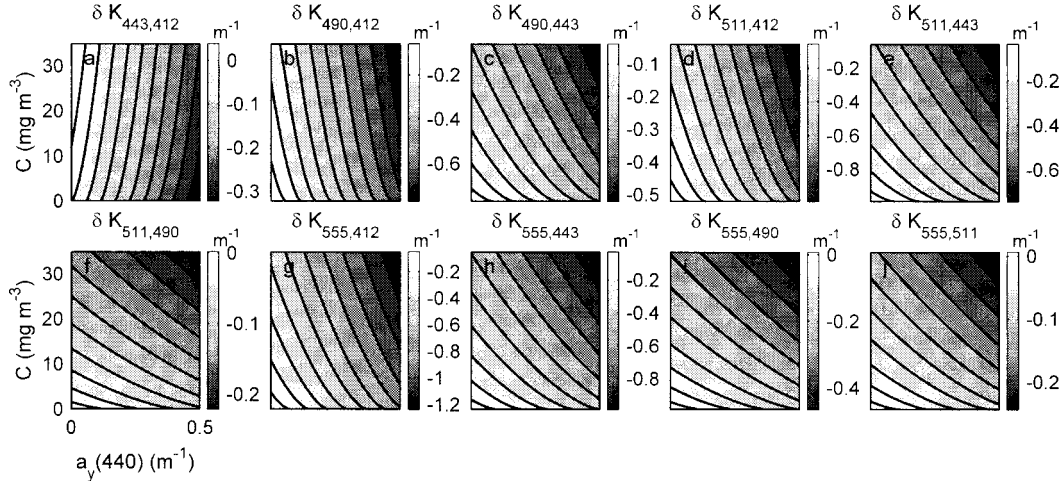 δ K443,412 δ K490,412 δ K490,443 δ K511,412 δ K511,443
m-1 m-1 m-1 m-1 m-1
a b c d e
C (mg m-3)
30 20 10 0
0 -0.1 -0.2 -0.3
-0.2 -0.4 -0.6
-0.1 -0.2 -0.3 -0.4 -0.5
-0.2 -0.4 -0.6 -0.8
-0.2 -0.4 -0.6
δ K511,490 δ K555,412 δ K555,443 δ K555,490 δ K555,511
m-1 m-1 m-1 m-1 m-1
f g h i j
C (mg m-3)
30 20 10 0
0 -0.1 -0.2
-0.2 -0.4 -0.6 -0.8 -1 -1.2
-0.2 -0.4 -0.6 -0.8
0 -0.2 -0.4
0 -0.1 -0.2
0 0.5
ay(440) (m-1)